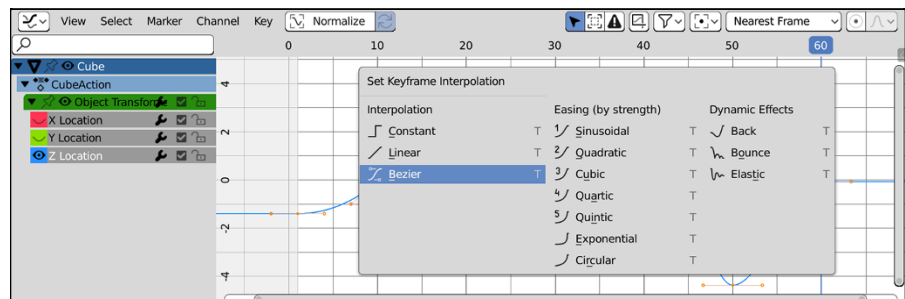 View Select Marker Channel Key Normalize Nearest Frame
0 10 20 30 40 50 60
Cube
CubeAction
Object Transforms
X Location
Y Location
Z Location
4
2
0
-2
-4
Set Keyframe Interpolation
Interpolation
Constant T
Linear T
Bezier T
Easing (by strength)
Sinusoidal T
Quadratic T
Cubic T
Quartic T
Quintic T
Exponential T
Circular T
Dynamic Effects
Back T
Bounce T
Elastic T